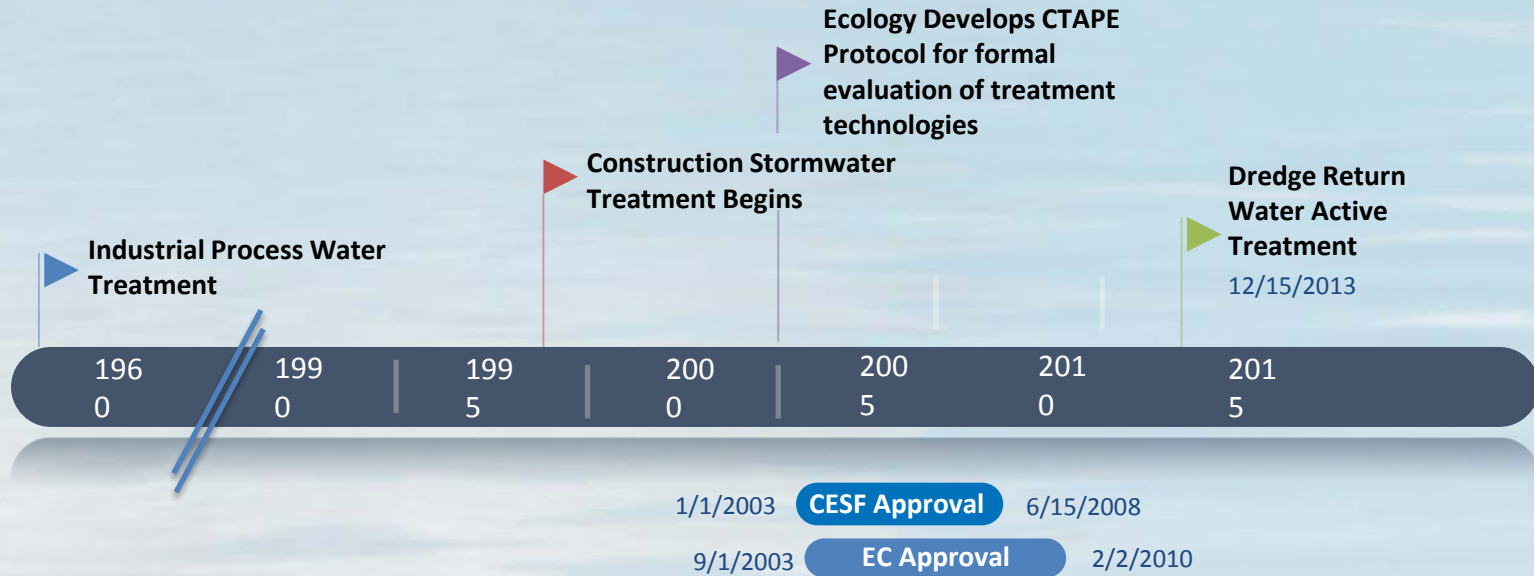 Ecology Develops CTAPE
Protocol for formal
evaluation of treatment
technologies
Construction Stormwater
Treatment Begins
Dredge Return
Water Active
Treatment
12/15/2013
Industrial Process Water
Treatment
196
0
199
0
199
5
200
0
200
5
201
0
201
5
1/1/2003 CESF Approval 6/15/2008
9/1/2003 EC Approval 2/2/2010